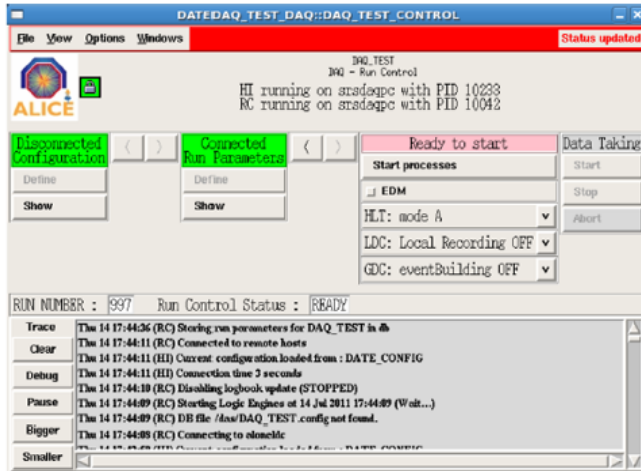 DATEDAQ_TEST_DAQ::DAQ_TEST_CONTROL
File View Options Windows
Status updated
DAQ_TEST
DAQ - Run Control
HI running on srsdaqpc with PID 10233
RC running on srsdaqpc with PID 10042
ALICE
Disconnected
Configuration
Define
Show
Connected
Run Parameters
Define
Show
Ready to start
Start processes
EDM
HLT: mode A
LDC: Local Recording OFF
GDC: eventBuilding OFF
Data Taking
Start
Stop
Abort
RUN NUMBER : 997 Run Control Status : READY
Trace
Clear
Debug
Pause
Bigger
Smaller
Thu 14 17:44:36 (RC) Storing run parameters for DAQ_TEST in db
Thu 14 17:44:11 (RC) Connected to remote hosts
Thu 14 17:44:11 (HI) Current configuration loaded from : DATE_CONFIG
Thu 14 17:44:11 (HI) Connection time 3 seconds
Thu 14 17:44:10 (RC) Disabling logbook update (STOPPED)
Thu 14 17:44:09 (RC) Starting Logic Engines at 14 Jul 2011 17:44:09 (Wait...)
Thu 14 17:44:09 (RC) DB file /dns/DAQ_TEST.config not found.
Thu 14 17:44:08 (RC) Connecting to